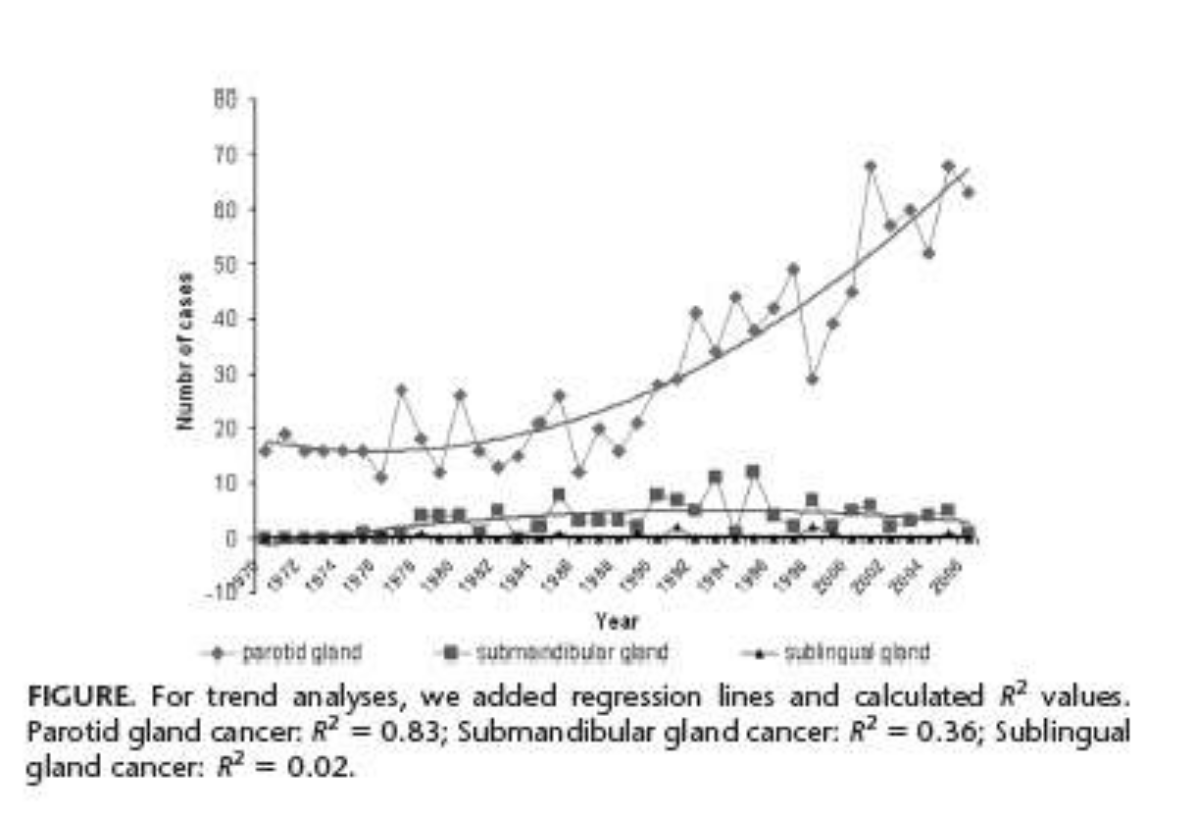 80
70
60
50
40
30
20
10
0
-10
Numbr of cases
1970 1972 1974 1976 1978 1980 1982 1984 1986 1988 1990 1992 1994 1996 1998 2000 2002 2004 2006
Year
parotid gland submandibular gland sublingual gland
FIGURE. For trend analyses, we added regression lines and calculated R² values.
Parotid gland cancer: R² = 0.83; Submandibular gland cancer: R² = 0.36; Sublingual
gland cancer: R² = 0.02.